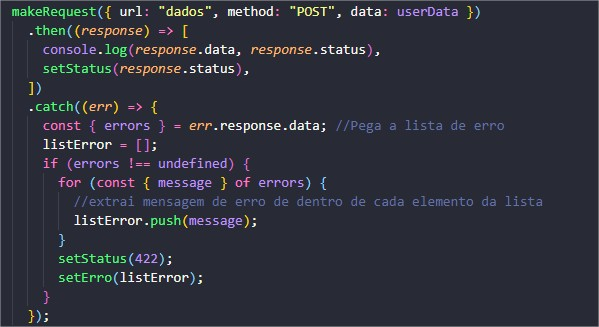 makeRequest({ url: "dados", method: "POST", data: userData })
  .then((response) => [
    console.log(response.data, response.status),
    setStatus(response.status),
  ])
  .catch((err) => {
    const { errors } = err.response.data; //Pega a lista de erro
    listError = [];
    if (errors !== undefined) {
      for (const { message } of errors) {
        //extrai mensagem de erro de dentro de cada elemento da lista
        listError.push(message);
      }
      setStatus(422);
      setErro(listError);
    }
  });